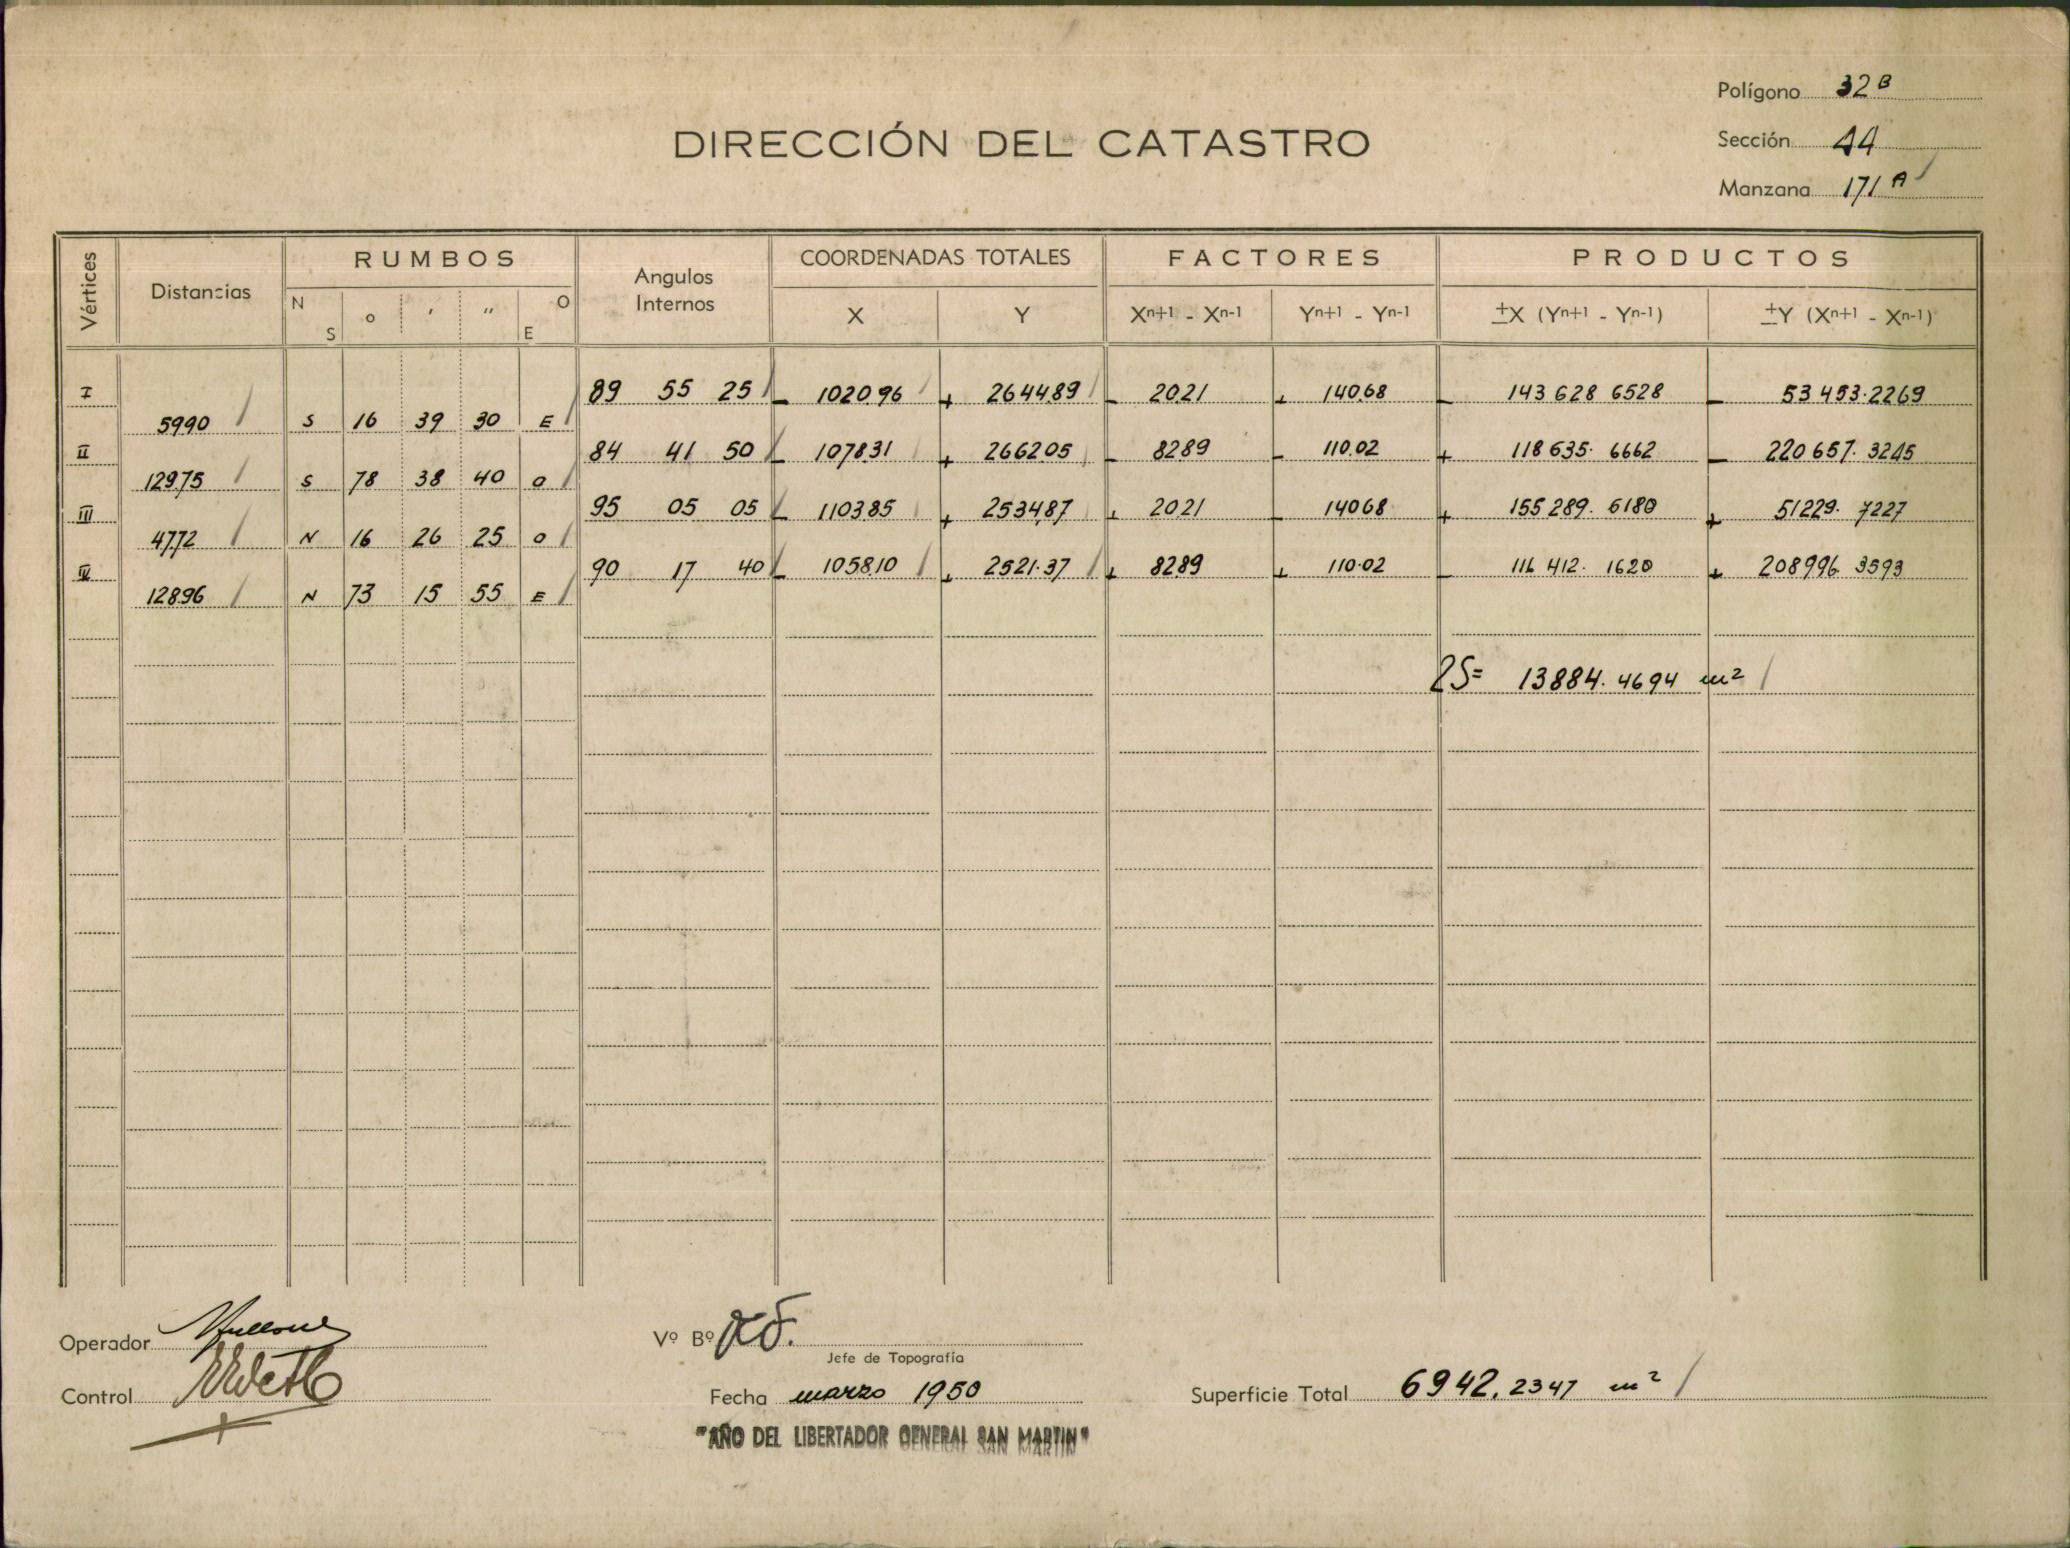 Polígono 32 B
DIRECCIÓN DEL CATASTRO
Sección 44
Manzana 171 A
Vértices Distancias RUMBOS Angulos Internos COORDENADAS TOTALES FACTORES PRODUCTOS
N S o ' " O E X Y Xn+1 - Xn-1 Yn+1 - Yn-1 ±X (Yn+1 - Yn-1) ±Y (Xn+1 - Xn-1)
I 89 55 25 - 1020.96 + 2644.89 - 20.21 + 140.68 - 143 628 6528 - 53 453.2269
5990 S 16 39 30 E
II 84 41 50 - 1078.31 + 2662.05 - 82.89 - 110.02 + 118 635. 6662 - 220 657. 3245
129.75 S 78 38 40 O
III 95 05 05 - 1103.85 + 2534.87 + 20.21 - 140.68 + 155 289. 6180 + 51229. 7227
47.72 N 16 26 25 O
IV 90 17 40 - 1058.10 + 2521.37 + 82.89 + 110.02 - 116 412. 1620 + 208996 3593
128.96 N 73 15 55 E
2S = 13884.4694 m²
Operador
Vº Bº
Jefe de Topografía
Control
Fecha marzo 1950
Superficie Total 6942.2347 m²
"AÑO DEL LIBERTADOR GENERAL SAN MARTIN"